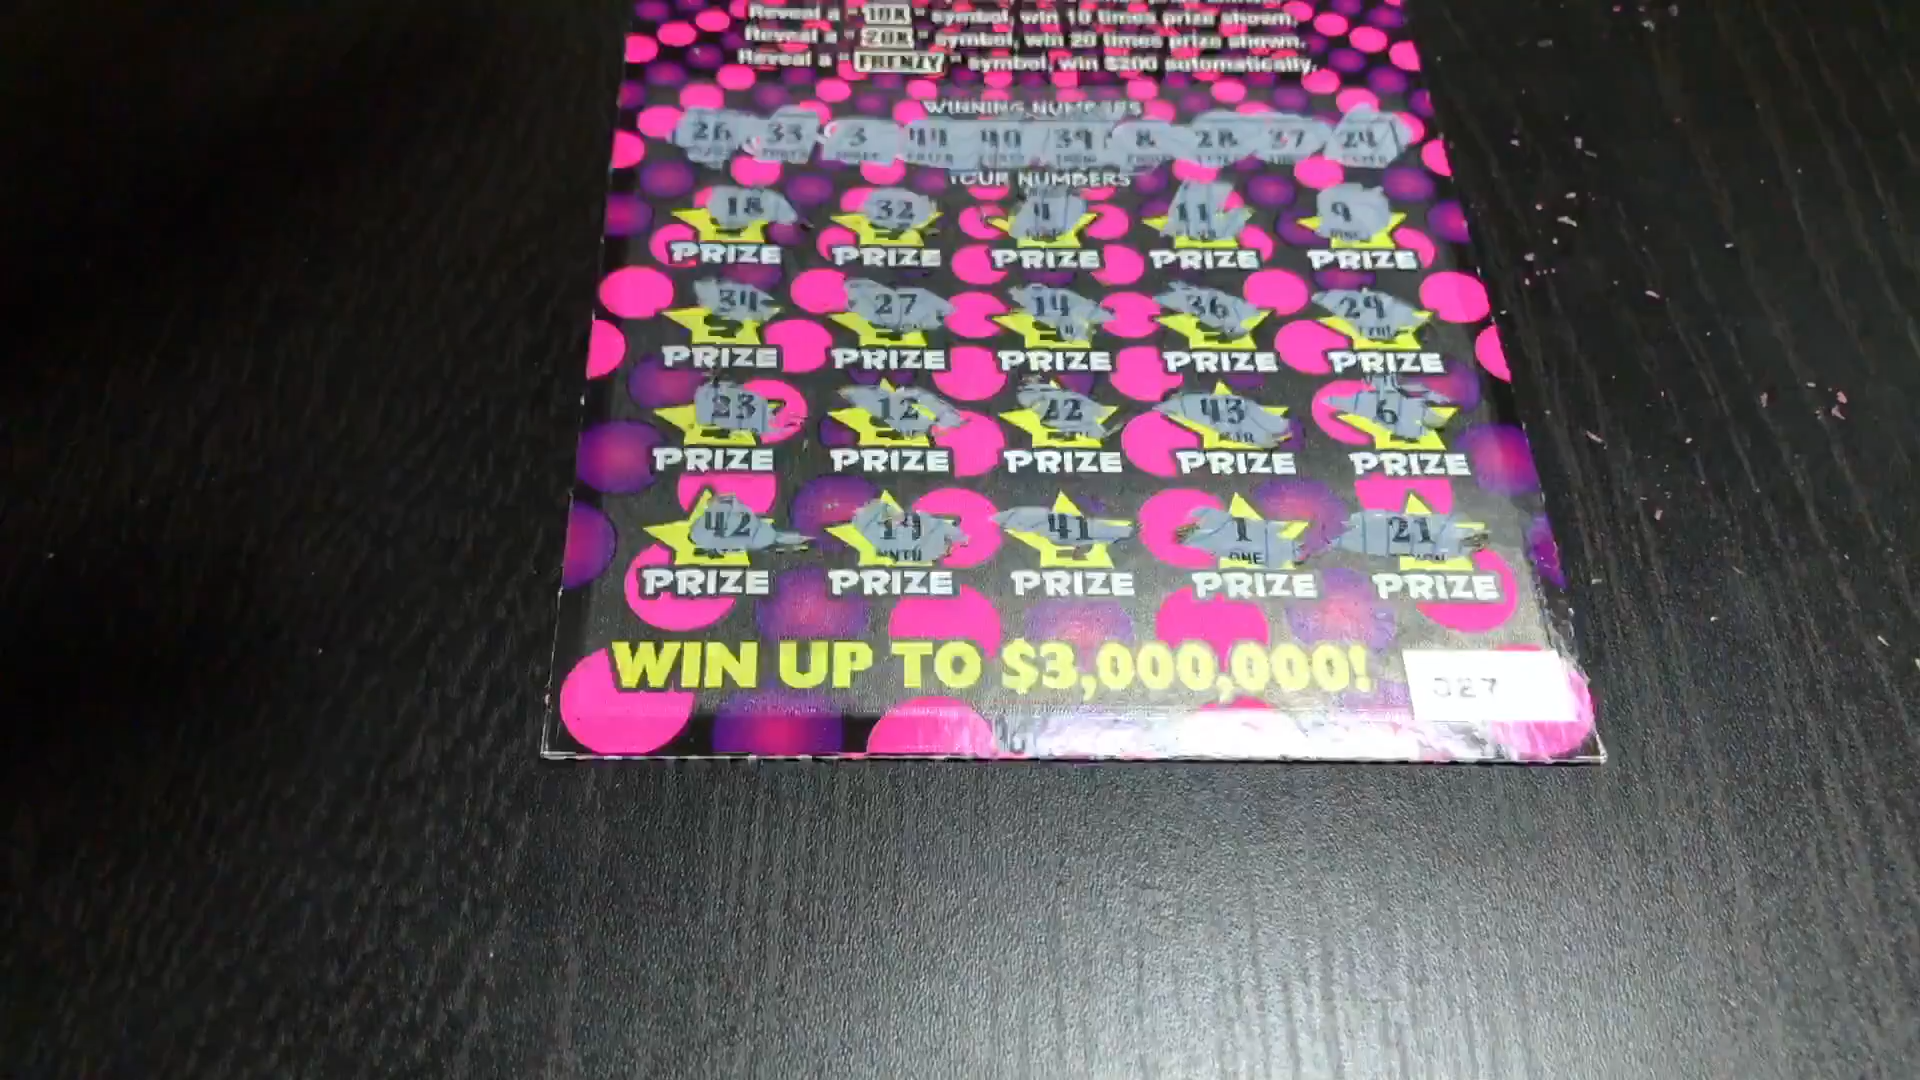 Reveal a "10X" symbol, win 10 times prize shown.
Reveal a "20X" symbol, win 20 times prize shown.
Reveal a "FRENZY" symbol, win $200 automatically.
WINNING NUMBERS
26 33 3 44 40 39 8 28 37 24
YOUR NUMBERS
18 32 4 11 9
PRIZE PRIZE PRIZE PRIZE PRIZE
34 27 14 36 29
PRIZE PRIZE PRIZE PRIZE PRIZE
23 12 22 43 6
PRIZE PRIZE PRIZE PRIZE PRIZE
42 19 41 1 21
ONE
PRIZE PRIZE PRIZE PRIZE PRIZE
WIN UP TO $3,000,000!
027